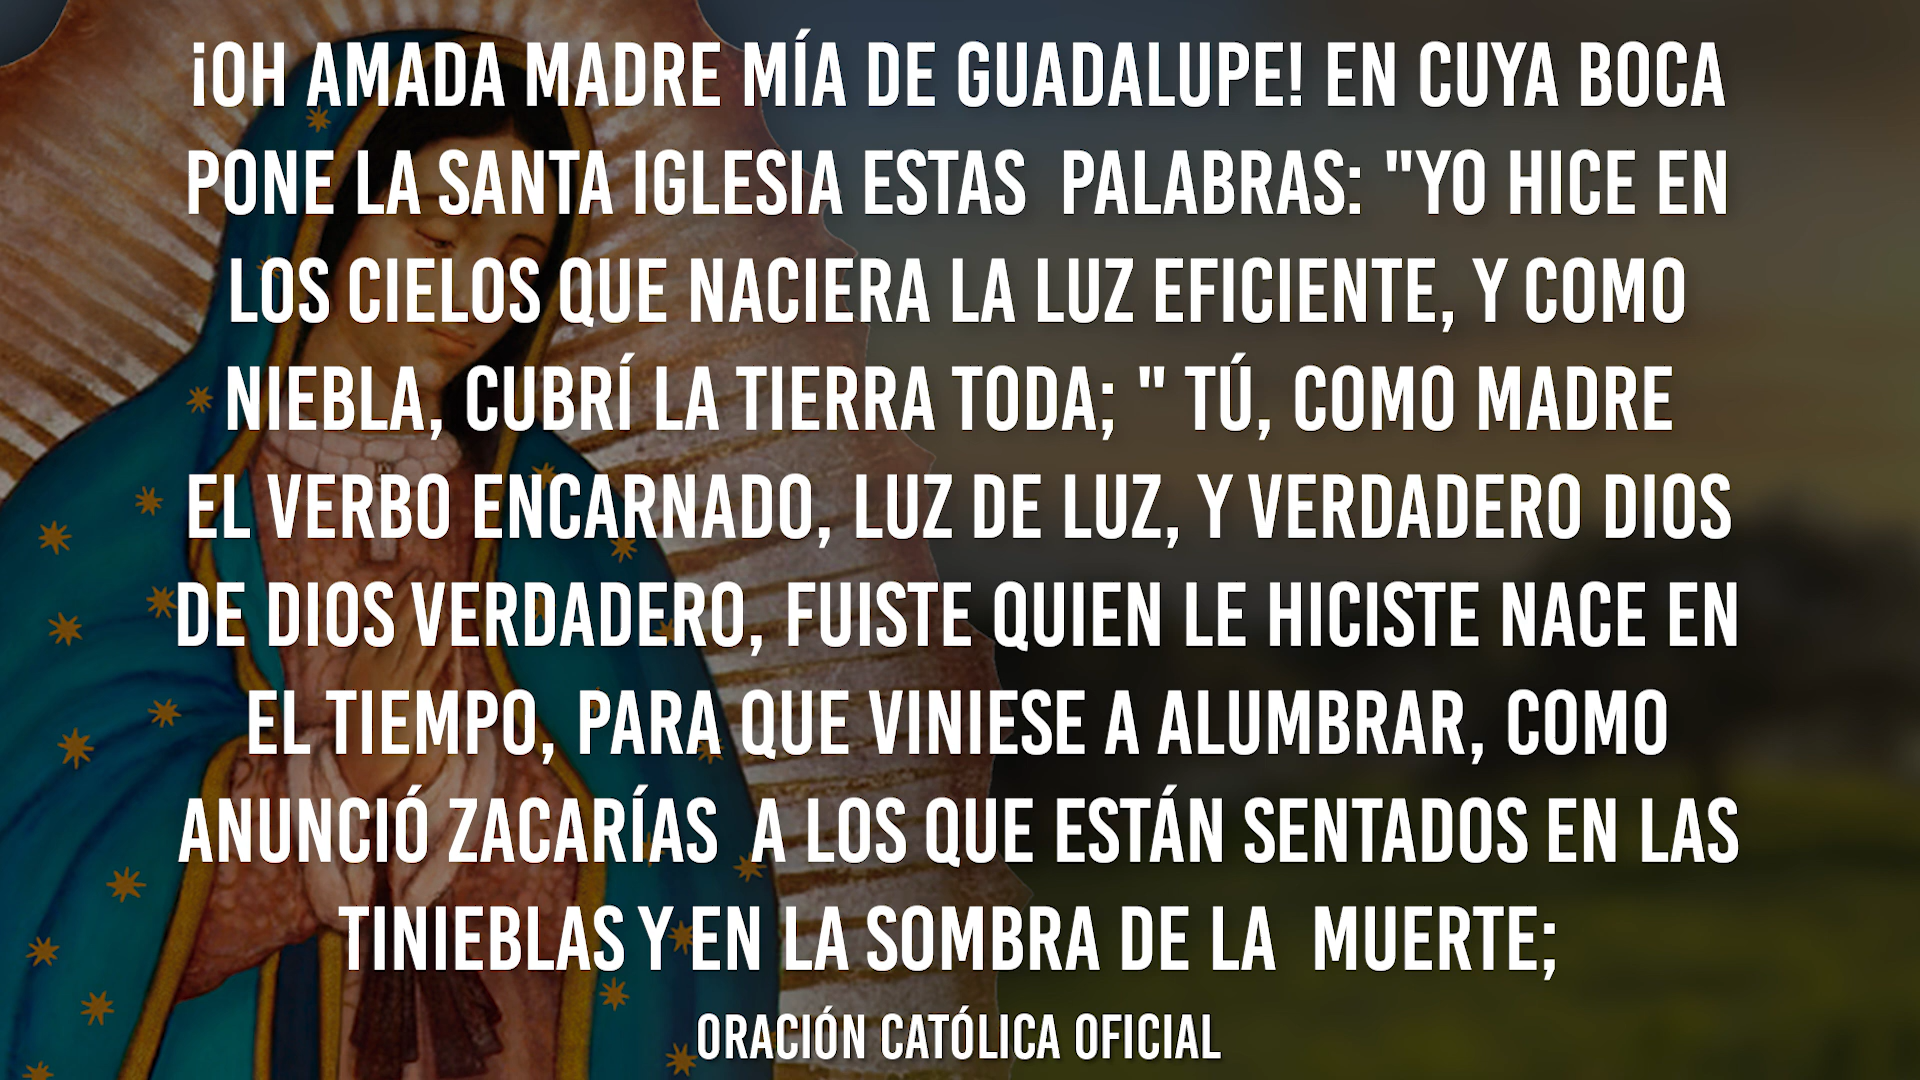 ¡OH AMADA MADRE MÍA DE GUADALUPE! EN CUYA BOCA
PONE LA SANTA IGLESIA ESTAS PALABRAS: "YO HICE EN
LOS CIELOS QUE NACIERA LA LUZ EFICIENTE, Y COMO
NIEBLA, CUBRÍ LA TIERRA TODA; " TÚ, COMO MADRE
EL VERBO ENCARNADO, LUZ DE LUZ, Y VERDADERO DIOS
DE DIOS VERDADERO, FUISTE QUIEN LE HICISTE NACE EN
EL TIEMPO, PARA QUE VINIESE A ALUMBRAR, COMO
ANUNCIÓ ZACARÍAS A LOS QUE ESTÁN SENTADOS EN LAS
TINIEBLAS Y EN LA SOMBRA DE LA MUERTE;
ORACIÓN CATÓLICA OFICIAL